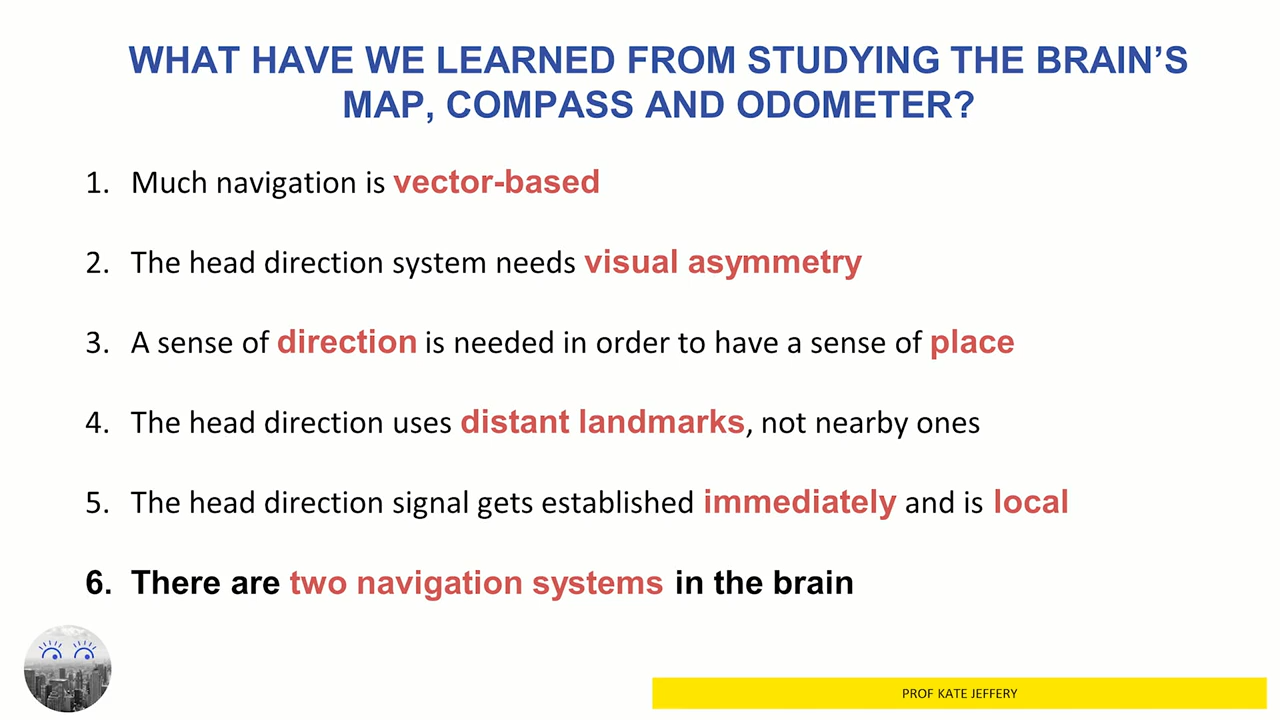 WHAT HAVE WE LEARNED FROM STUDYING THE BRAIN’S
MAP, COMPASS AND ODOMETER?
1. Much navigation is vector-based
2. The head direction system needs visual asymmetry
3. A sense of direction is needed in order to have a sense of place
4. The head direction uses distant landmarks, not nearby ones
5. The head direction signal gets established immediately and is local
6. There are two navigation systems in the brain
PROF KATE JEFFERY